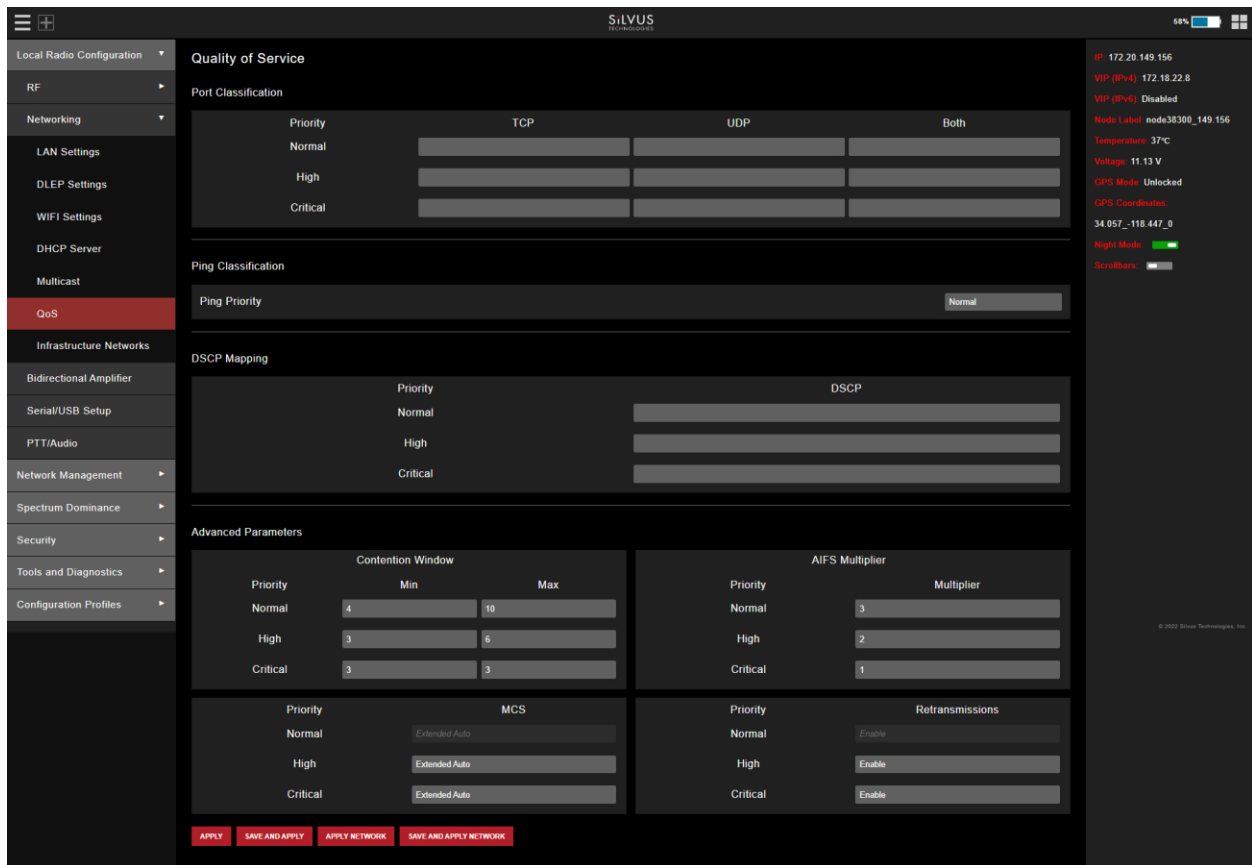 SiLVUS
TECHNOLOGIES
58%
Local Radio Configuration
RF
Networking
LAN Settings
DLEP Settings
WIFI Settings
DHCP Server
Multicast
QoS
Infrastructure Networks
Bidirectional Amplifier
Serial/USB Setup
PTT/Audio
Network Management
Spectrum Dominance
Security
Tools and Diagnostics
Configuration Profiles
Quality of Service
Port Classification
Priority TCP UDP Both
Normal
High
Critical
Ping Classification
Ping Priority Normal
DSCP Mapping
Priority DSCP
Normal
High
Critical
Advanced Parameters
Contention Window
Priority Min Max
Normal 4 10
High 3 6
Critical 3 3
AIFS Multiplier
Priority Multiplier
Normal 3
High 2
Critical 1
Priority MCS
Normal Extended Auto
High Extended Auto
Critical Extended Auto
Priority Retransmissions
Normal Enable
High Enable
Critical Enable
APPLY SAVE AND APPLY APPLY NETWORK SAVE AND APPLY NETWORK
IP: 172.20.149.156
VIP (IPv4): 172.18.22.8
VIP (IPv6): Disabled
Node Label: node38300_149.156
Temperature: 37°C
Voltage: 11.13 V
GPS Mode: Unlocked
GPS Coordinates:
34.057_-118.447_0
Night Mode:
Scrollbars:
© 2022 Silvus Technologies, Inc.